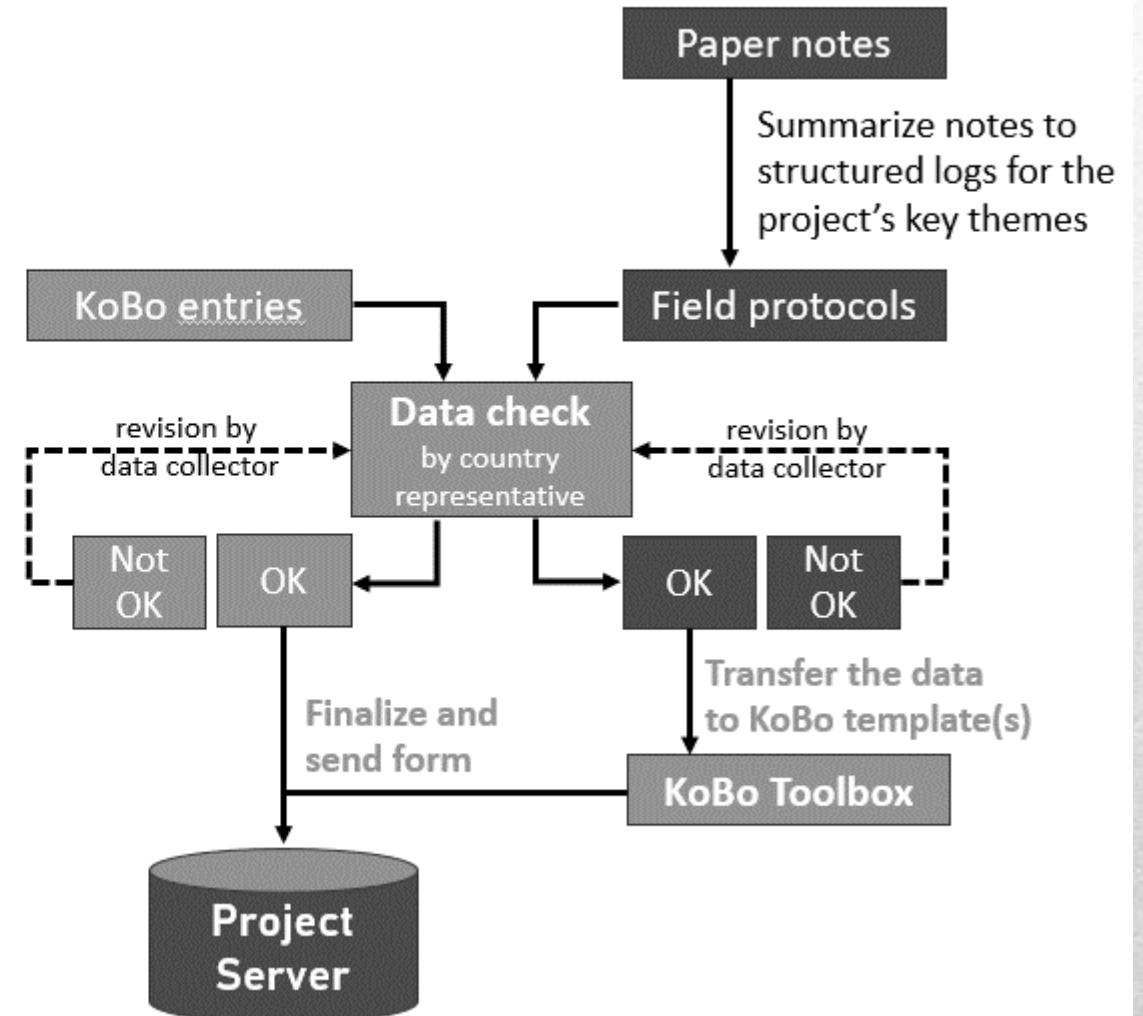 Paper notes
Summarize notes to
structured logs for the
project's key themes
KoBo entries
Field protocols
Data check
by country
representative
revision by
data collector
revision by
data collector
Not
OK
OK
OK
Not
OK
Transfer the data
to KoBo template(s)
Finalize and
send form
KoBo Toolbox
Project
Server